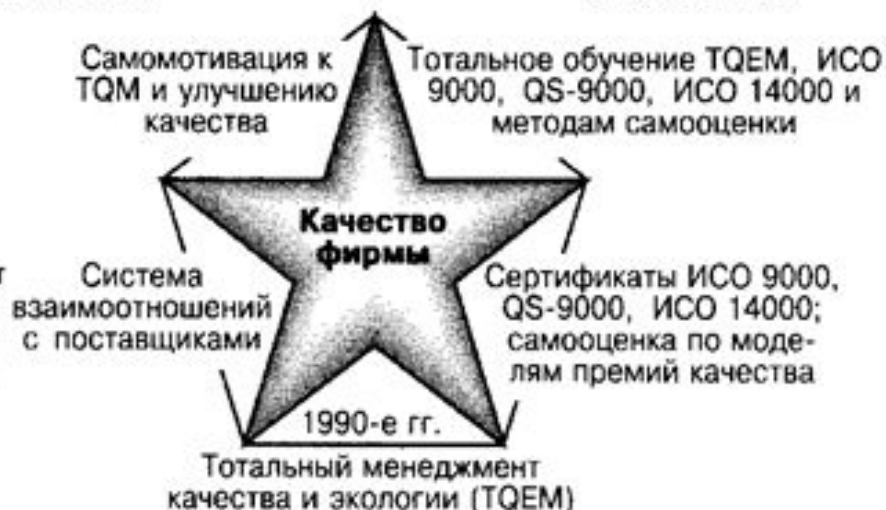 Самомотивация к
TQM и улучшению
качества
Тотальное обучение TQEM, ИСО
9000, QS-9000, ИСО 14000 и
методам самооценки
Качество
фирмы
Система
взаимоотношений
с поставщиками
Сертификаты ИСО 9000,
QS-9000, ИСО 14000;
самооценка по моде-
лям премий качества
1990-е гг.
Тотальный менеджмент
качества и экологии (TQEM)